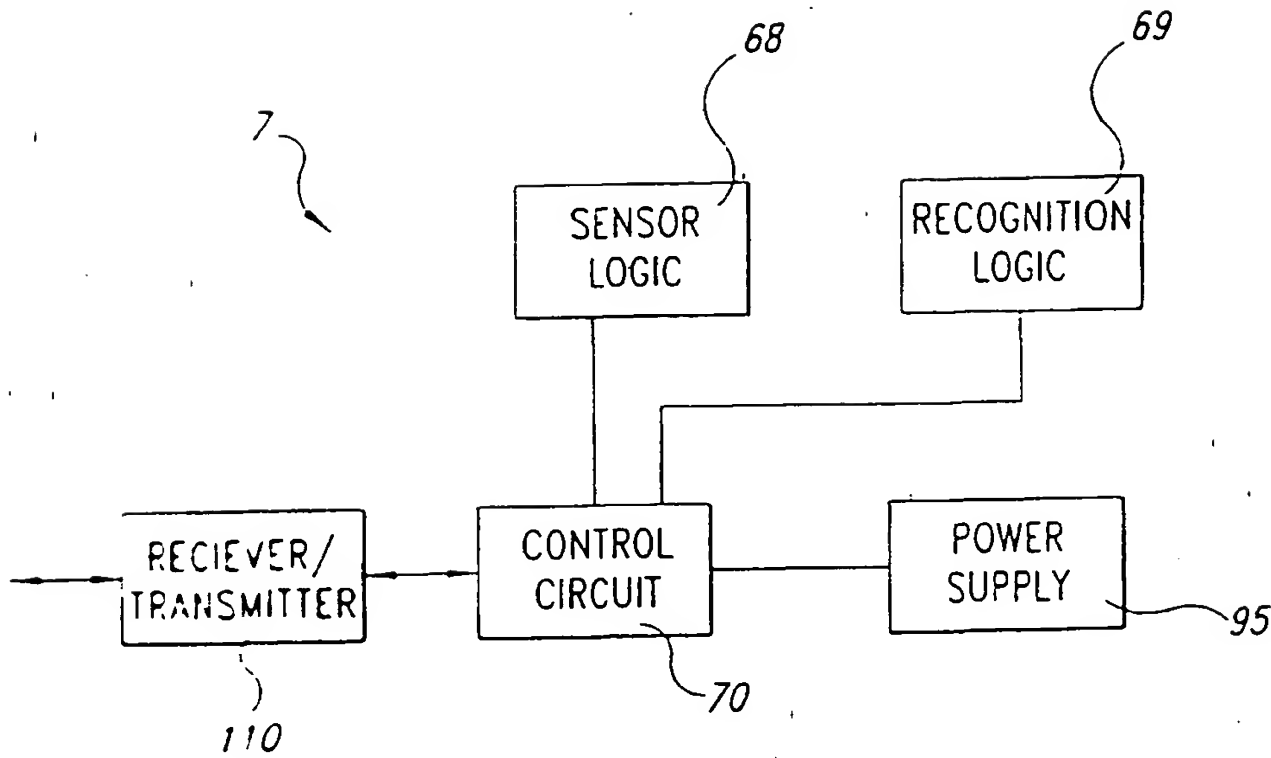 68
69
7
SENSOR
LOGIC
RECOGNITION
LOGIC
RECIEVER/
TRANSMITTER
CONTROL
CIRCUIT
POWER
SUPPLY
95
70
110